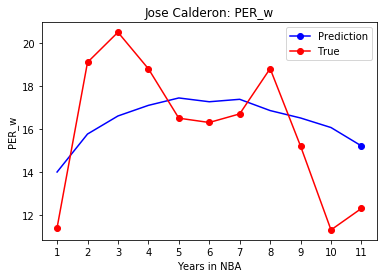 Jose Calderon: PER_w
Prediction
True
20
18
16
14
12
PER_w
1 2 3 4 5 6 7 8 9 10 11
Years in NBA